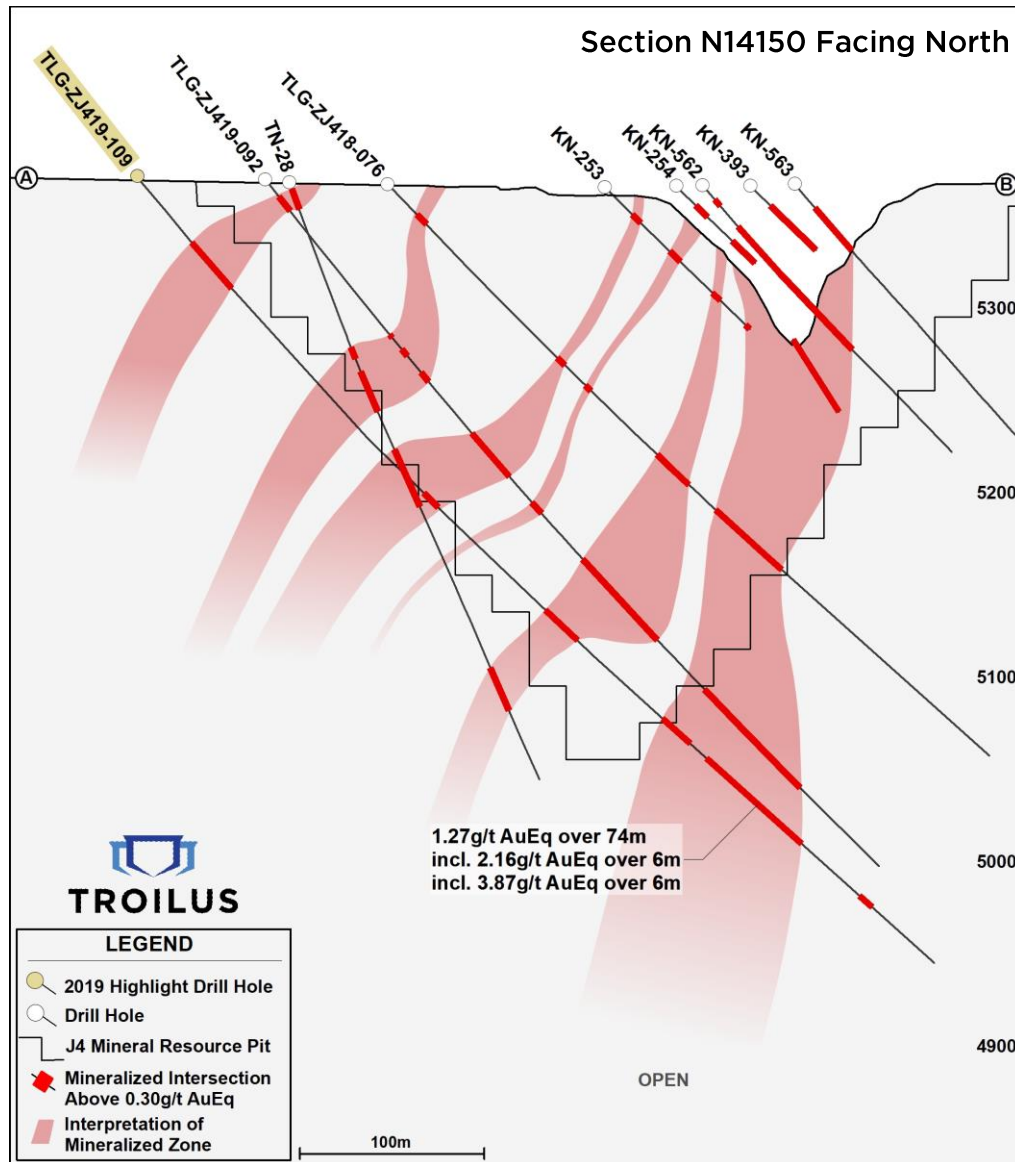 Section N14150 Facing North
TLG-ZJ419-109
TLG-ZJ419-092
TN-28
TLG-ZJ418-076
KN-253
KN-254
KN-562
KN-393
KN-563
A
B
5300
5200
5100
5000
4900
1.27g/t AuEq over 74m
incl. 2.16g/t AuEq over 6m
incl. 3.87g/t AuEq over 6m
TROILUS
LEGEND
2019 Highlight Drill Hole
Drill Hole
J4 Mineral Resource Pit
Mineralized Intersection
Above 0.30g/t AuEq
Interpretation of
Mineralized Zone
100m
OPEN